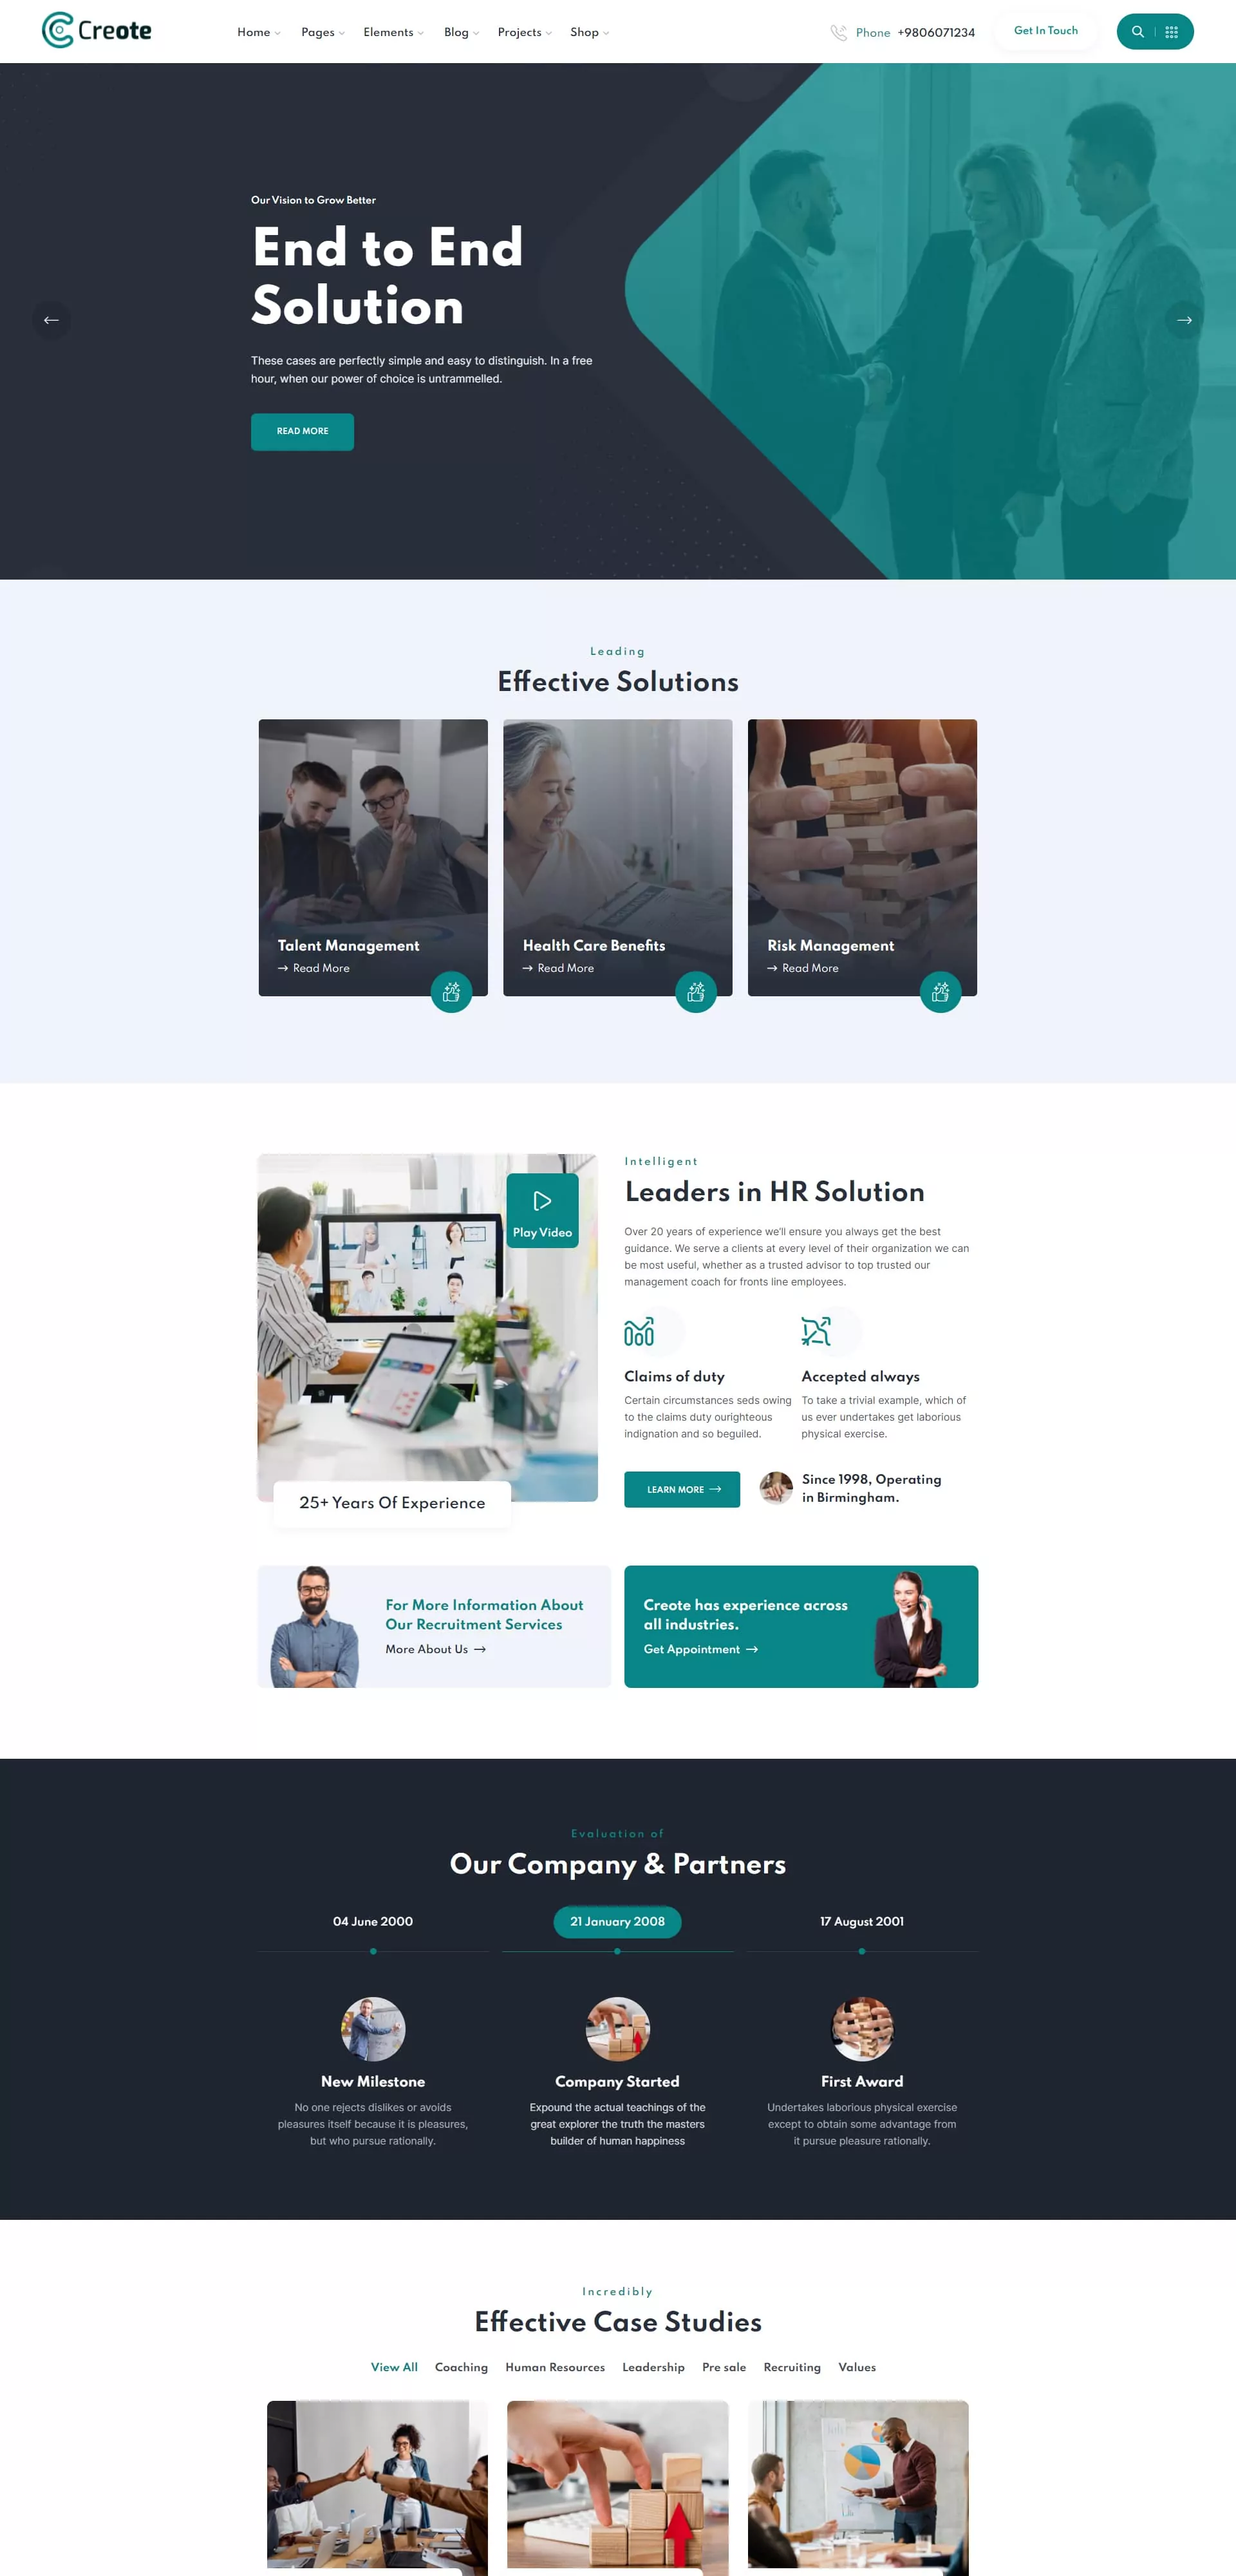 Creote
Home
Pages
Elements
Blog
Projects
Shop
Phone +9806071234
Get In Touch
Our Vision to Grow Better
End to End
Solution
These cases are perfectly simple and easy to distinguish. In a free
hour, when our power of choice is untrammelled.
READ MORE
Leading
Effective Solutions
Talent Management
Read More
Health Care Benefits
Read More
Risk Management
Read More
Play Video
25+ Years Of Experience
Intelligent
Leaders in HR Solution
Over 20 years of experience we'll ensure you always get the best
guidance. We serve a clients at every level of their organization we can
be most useful, whether as a trusted advisor to top trusted our
management coach for fronts line employees.
Claims of duty
Certain circumstances seds owing
to the claims duty ourighteous
indignation and so beguiled.
Accepted always
To take a trivial example, which of
us ever undertakes get laborious
physical exercise.
LEARN MORE
Since 1998, Operating
in Birmingham.
For More Information About
Our Recruitment Services
More About Us
Creote has experience across
all industries.
Get Appointment
Evaluation of
Our Company & Partners
04 June 2000
21 January 2008
17 August 2001
New Milestone
No one rejects dislikes or avoids
pleasures itself because it is pleasures,
but who pursue rationally.
Company Started
Expound the actual teachings of the
great explorer the truth the masters
builder of human happiness
First Award
Undertakes laborious physical exercise
except to obtain some advantage from
it pursue pleasure rationally.
Incredibly
Effective Case Studies
View All
Coaching
Human Resources
Leadership
Pre sale
Recruiting
Values